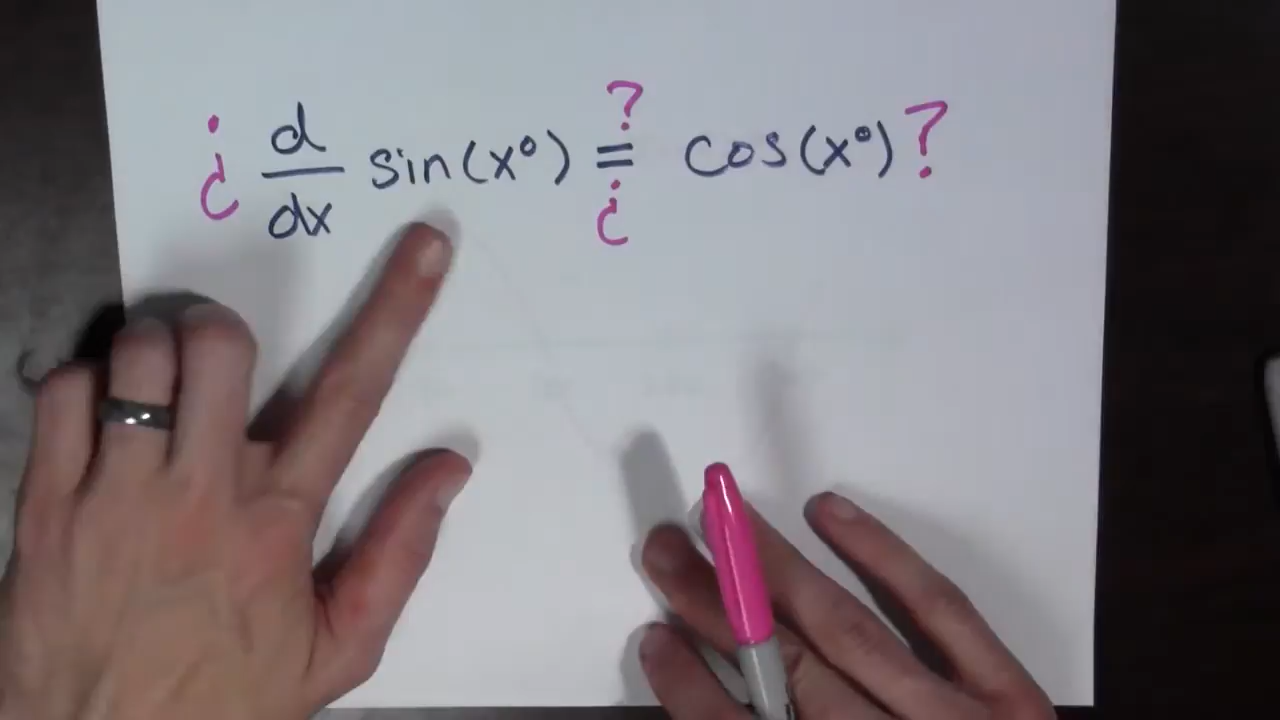 ¿ d/dx sin(x°) ?=¿ cos(x°)?